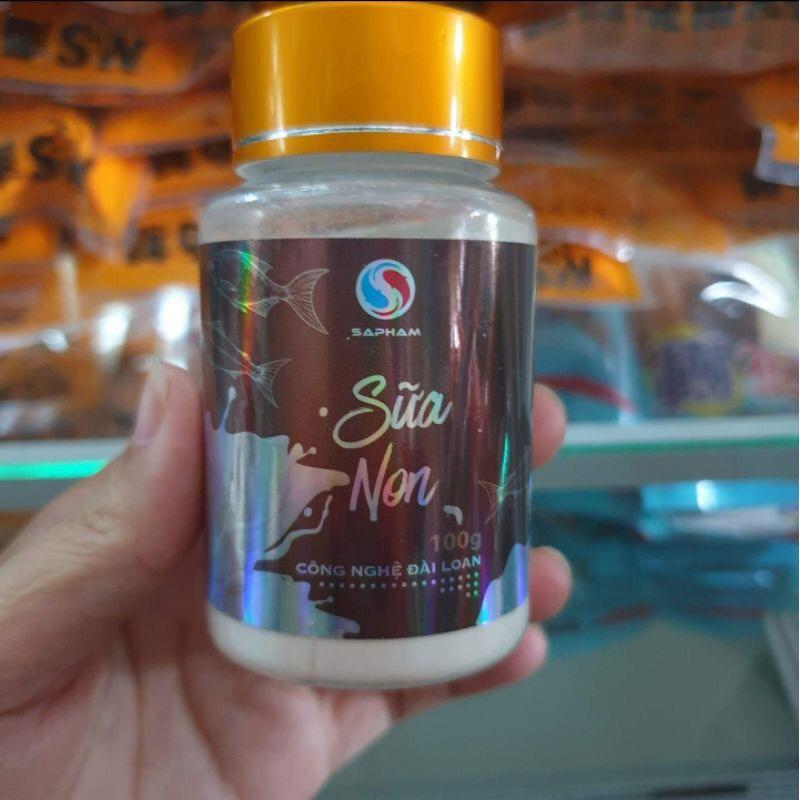 SAPHAM
Sữa
Non
100g
CÔNG NGHỆ ĐÀI LOAN